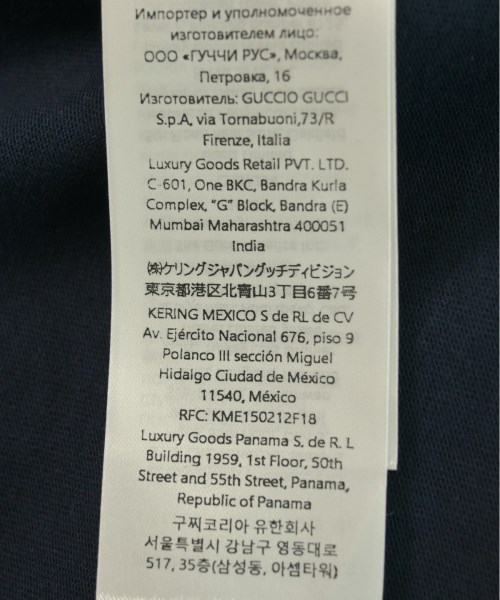 Импортер и уполномоченное
изготовителем лицо:
ООО «ГУЧЧИ РУС», Москва,
Петровка, 16
Изготовитель: GUCCIO GUCCI
S.p.A. via Tornabuoni,73/R
Firenze, Italia
Luxury Goods Retail PVT. LTD.
C-601, One BKC, Bandra Kurla
Complex, "G" Block, Bandra (E)
Mumbai Maharashtra 400051
India
㈱ケリングジャパングッチディビジョン
東京都港区北青山3丁目6番7号
KERING MEXICO S de RL de CV
Av. Ejército Nacional 676, piso 9
Polanco III sección Miguel
Hidalgo Ciudad de México
11540, México
RFC: KME150212F18
Luxury Goods Panama S. de R. L
Building 1959, 1st Floor, 50th
Street and 55th Street, Panama,
Republic of Panama
구찌코리아 유한회사
서울특별시 강남구 영동대로
517, 35층(삼성동, 아셈타워)